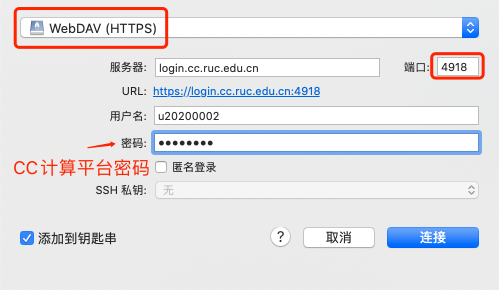 WebDAV (HTTPS)
服务器: login.cc.ruc.edu.cn 端口: 4918
URL: https://login.cc.ruc.edu.cn:4918
用户名: u20200002
密码: ••••••••
CC计算平台密码 匿名登录
SSH 私钥: 无
添加到钥匙串 ? 取消 连接